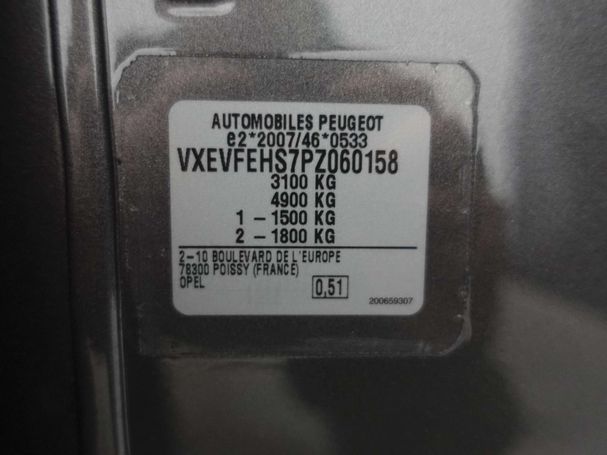 AUTOMOBILES PEUGEOT
e2*2007/46*0533
VXEVFEHS7PZ060158
3100 KG
4900 KG
1 - 1500 KG
2 - 1800 KG
2-10 BOULEVARD DE L'EUROPE
78300 POISSY (FRANCE)
OPEL
0,51
200659307